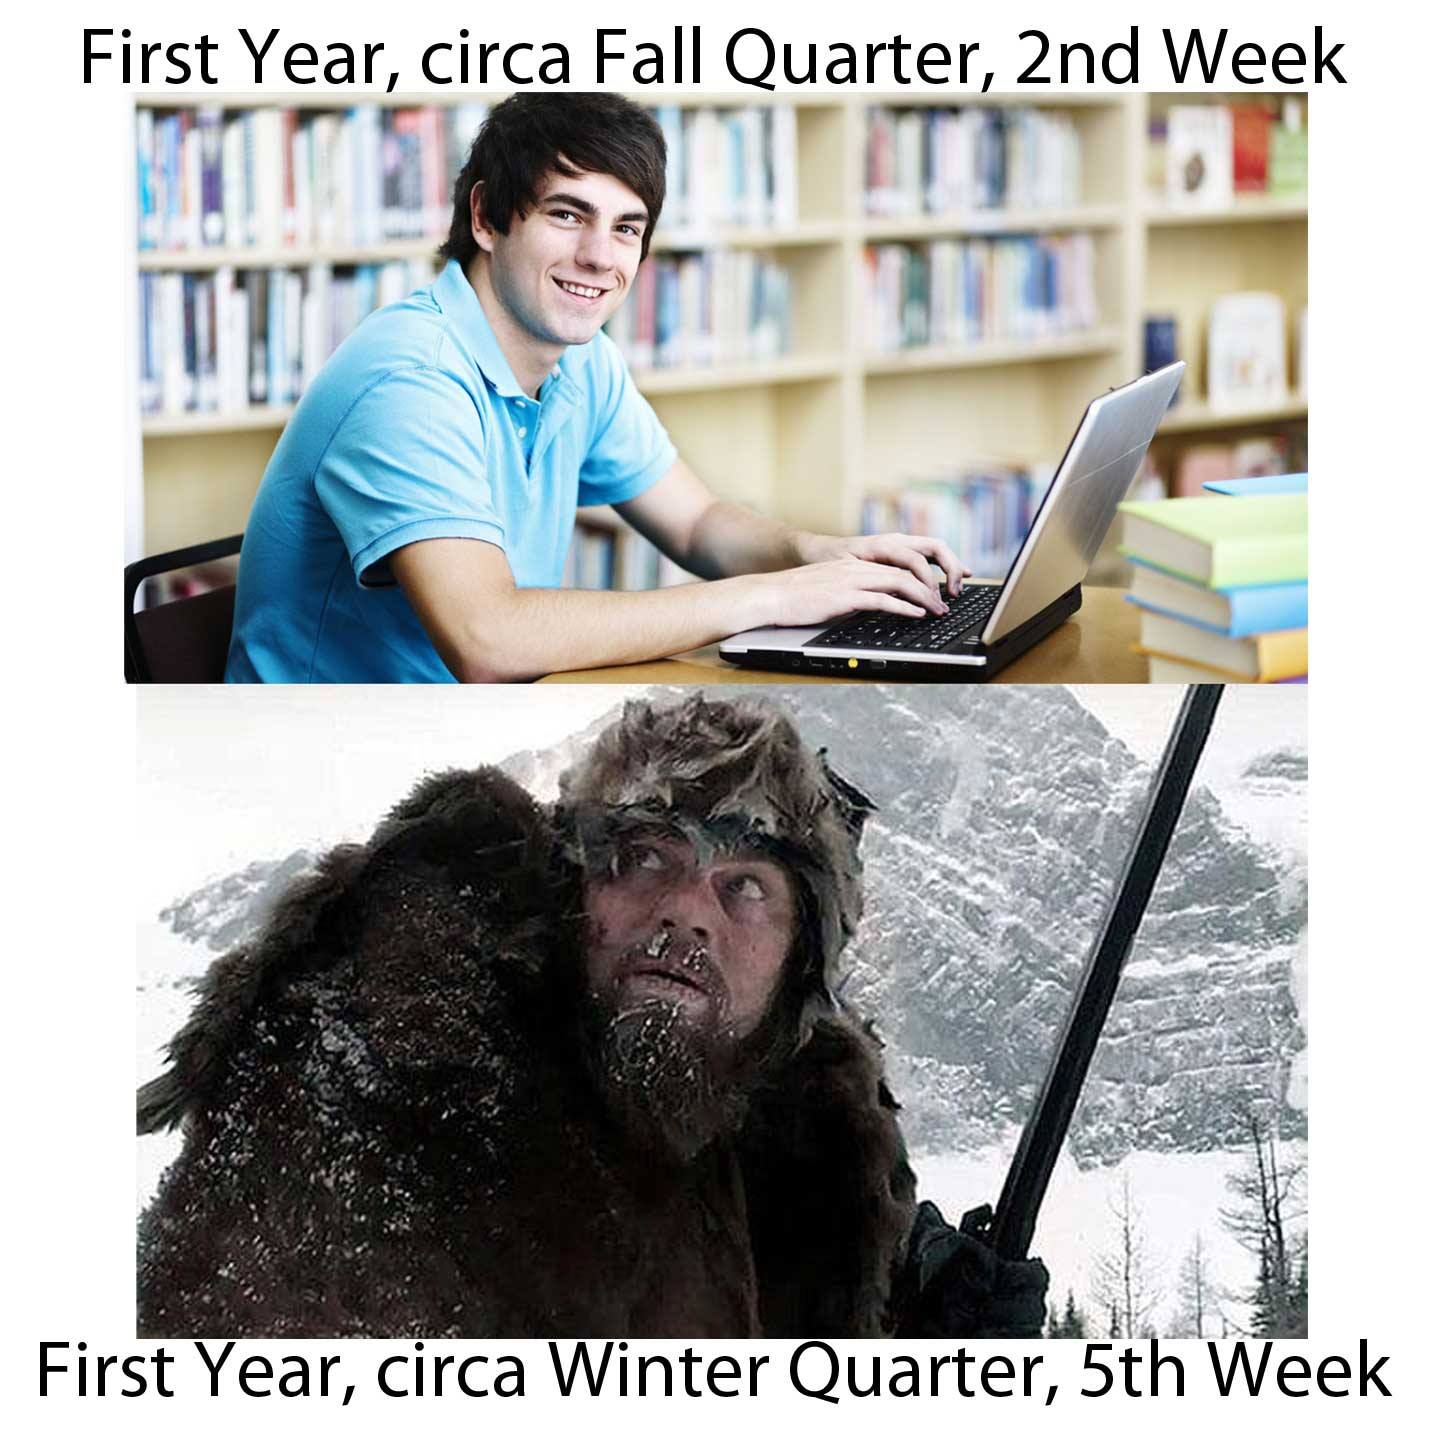 First Year, circa Fall Quarter, 2nd Week
First Year, circa Winter Quarter, 5th Week